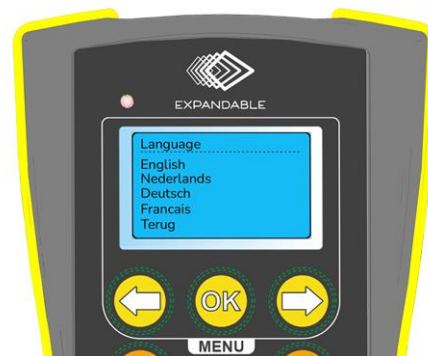 EXPANDABLE
Language
English
Nederlands
Deutsch
Francais
Terug
OK
MENU